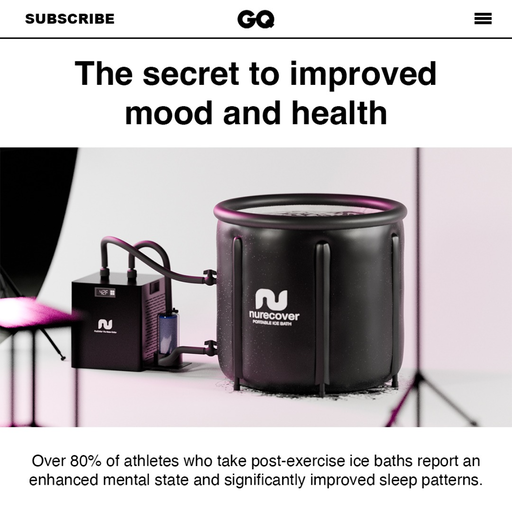 SUBSCRIBE
GQ
The secret to improved
mood and health
nurecover
PORTABLE ICE BATH
Over 80% of athletes who take post-exercise ice baths report an
enhanced mental state and significantly improved sleep patterns.